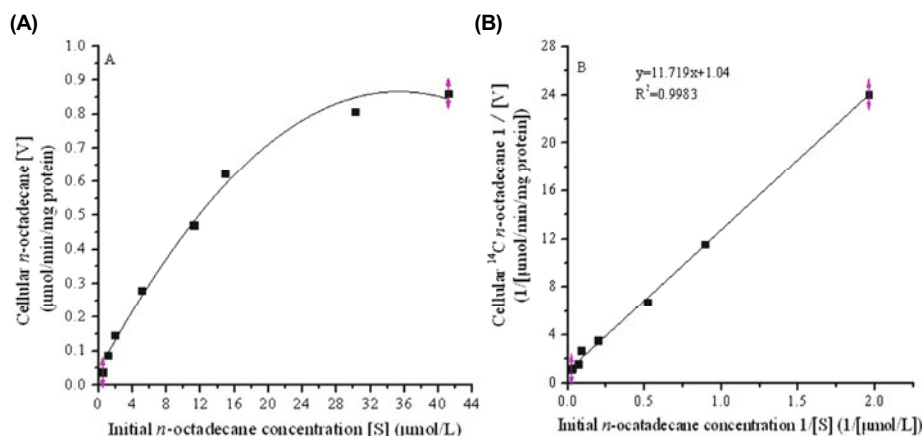 (A)
(B)
A
1.0
0.9
0.8
0.7
0.6
0.5
0.4
0.3
0.2
0.1
0.0
0 4 8 12 16 20 24 28 32 36 40 44
Cellular n-octadecane [V]
(μmol/min/mg protein)
Initial n-octadecane concentration [S] (μmol/L)
B
y=11.719x+1.04
R²=0.9983
28
24
20
16
12
8
4
0
0.0 0.5 1.0 1.5 2.0
Cellular ¹⁴C n-octadecane 1 / [V]
(1/[μmol/min/mg protein])
Initial n-ocatadecane concentration 1/[S] (1/[μmol/L])